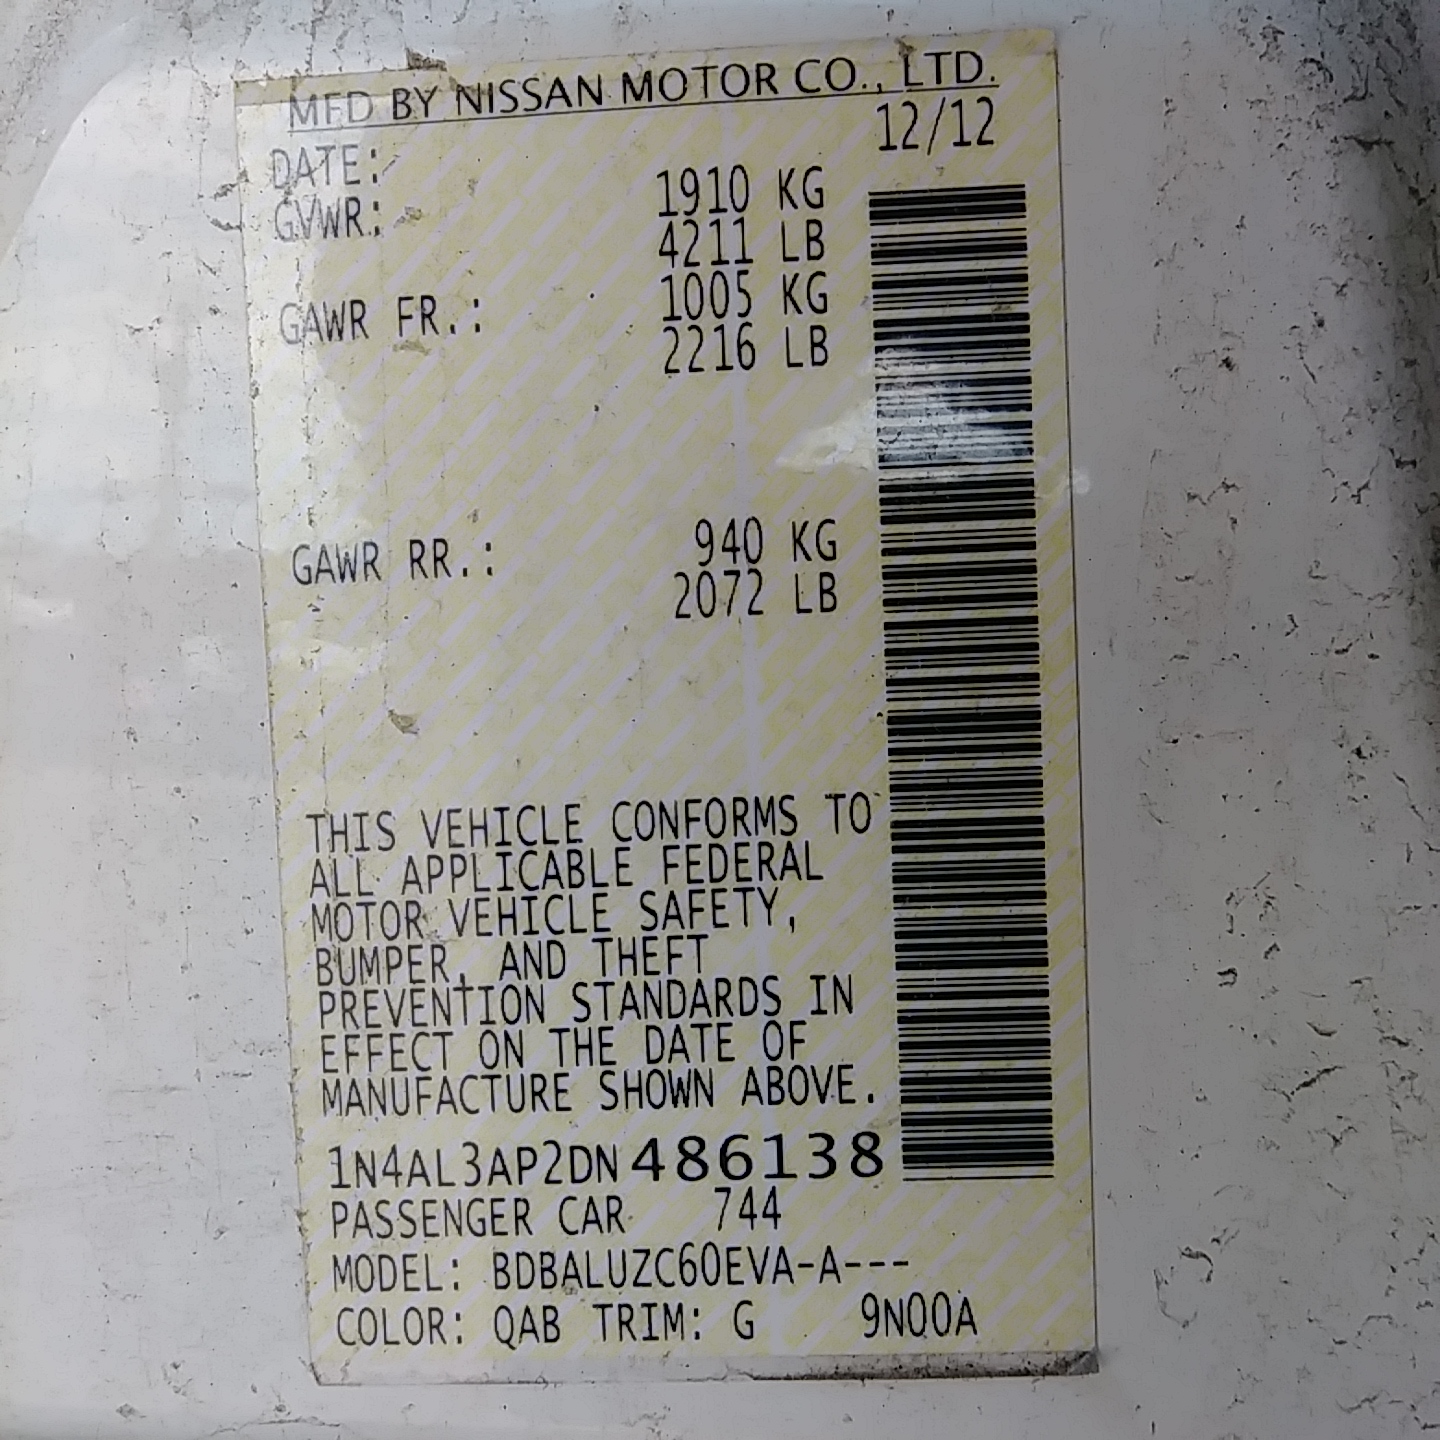 MFD BY NISSAN MOTOR CO., LTD.
DATE: 12/12
GVWR: 1910 KG
4211 LB
GAWR FR.: 1005 KG
2216 LB
GAWR RR.: 940 KG
2072 LB
THIS VEHICLE CONFORMS TO
ALL APPLICABLE FEDERAL
MOTOR VEHICLE SAFETY,
BUMPER, AND THEFT
PREVENTION STANDARDS IN
EFFECT ON THE DATE OF
MANUFACTURE SHOWN ABOVE.
1N4AL3AP2DN486138
PASSENGER CAR 744
MODEL: BDBALUZC60EVA-A---
COLOR: QAB TRIM: G 9N00A